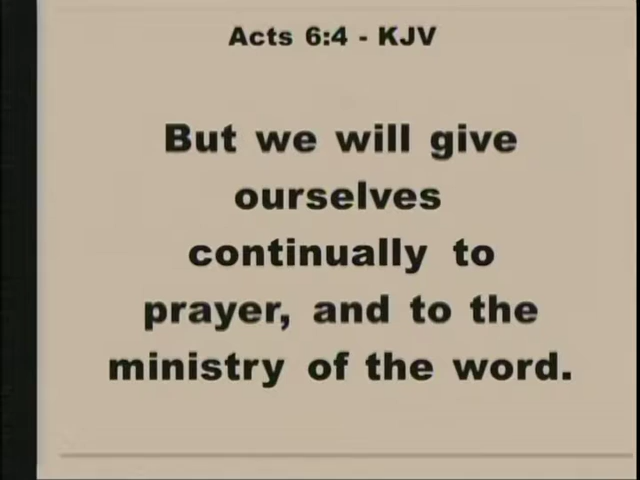 Acts 6:4 - KJV
But we will give
ourselves
continually to
prayer, and to the
ministry of the word.